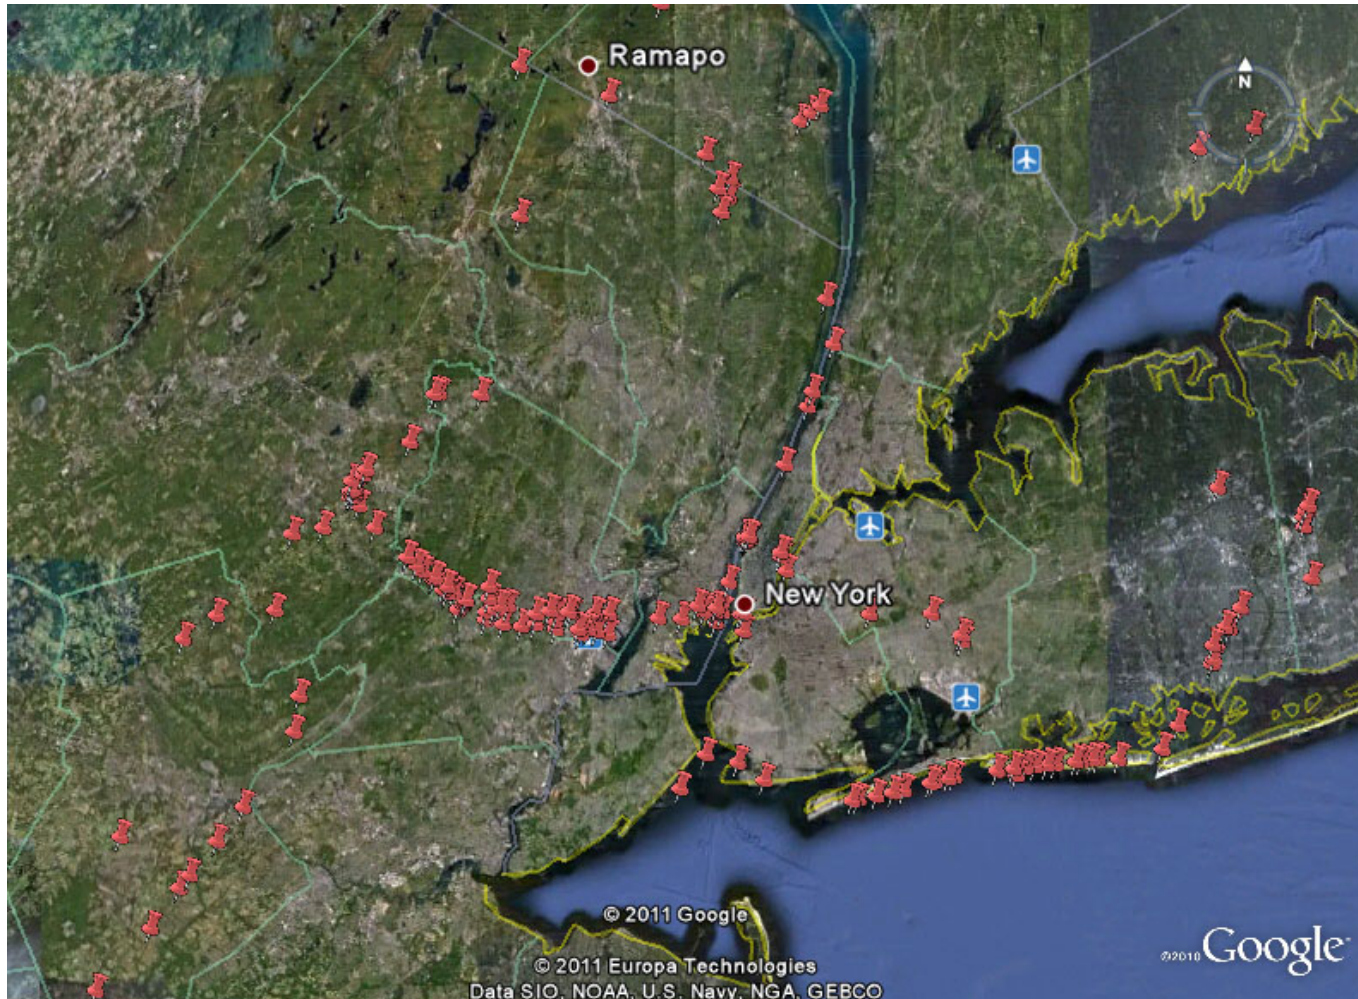 Ramapo
N
New York
© 2011 Google
©2010 Google
© 2011 Europa Technologies
Data SIO, NOAA, U.S. Navy, NGA, GEBCO